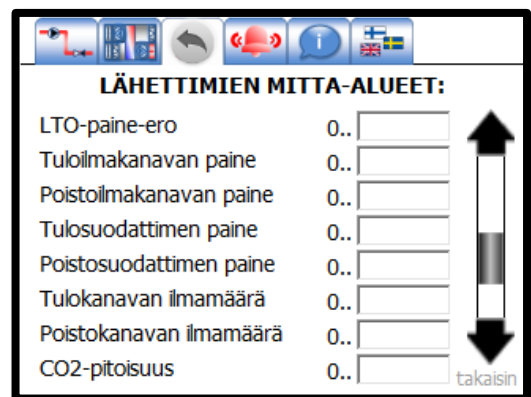 LÄHETTIMIEN MITTA-ALUEET:
LTO-paine-ero 0..
Tuloilmakanavan paine 0..
Poistoilmakanavan paine 0..
Tulosuodattimen paine 0..
Poistosuodattimen paine 0..
Tulokanavan ilmamäärä 0..
Poistokanavan ilmamäärä 0..
CO2-pitoisuus 0..
takaisin